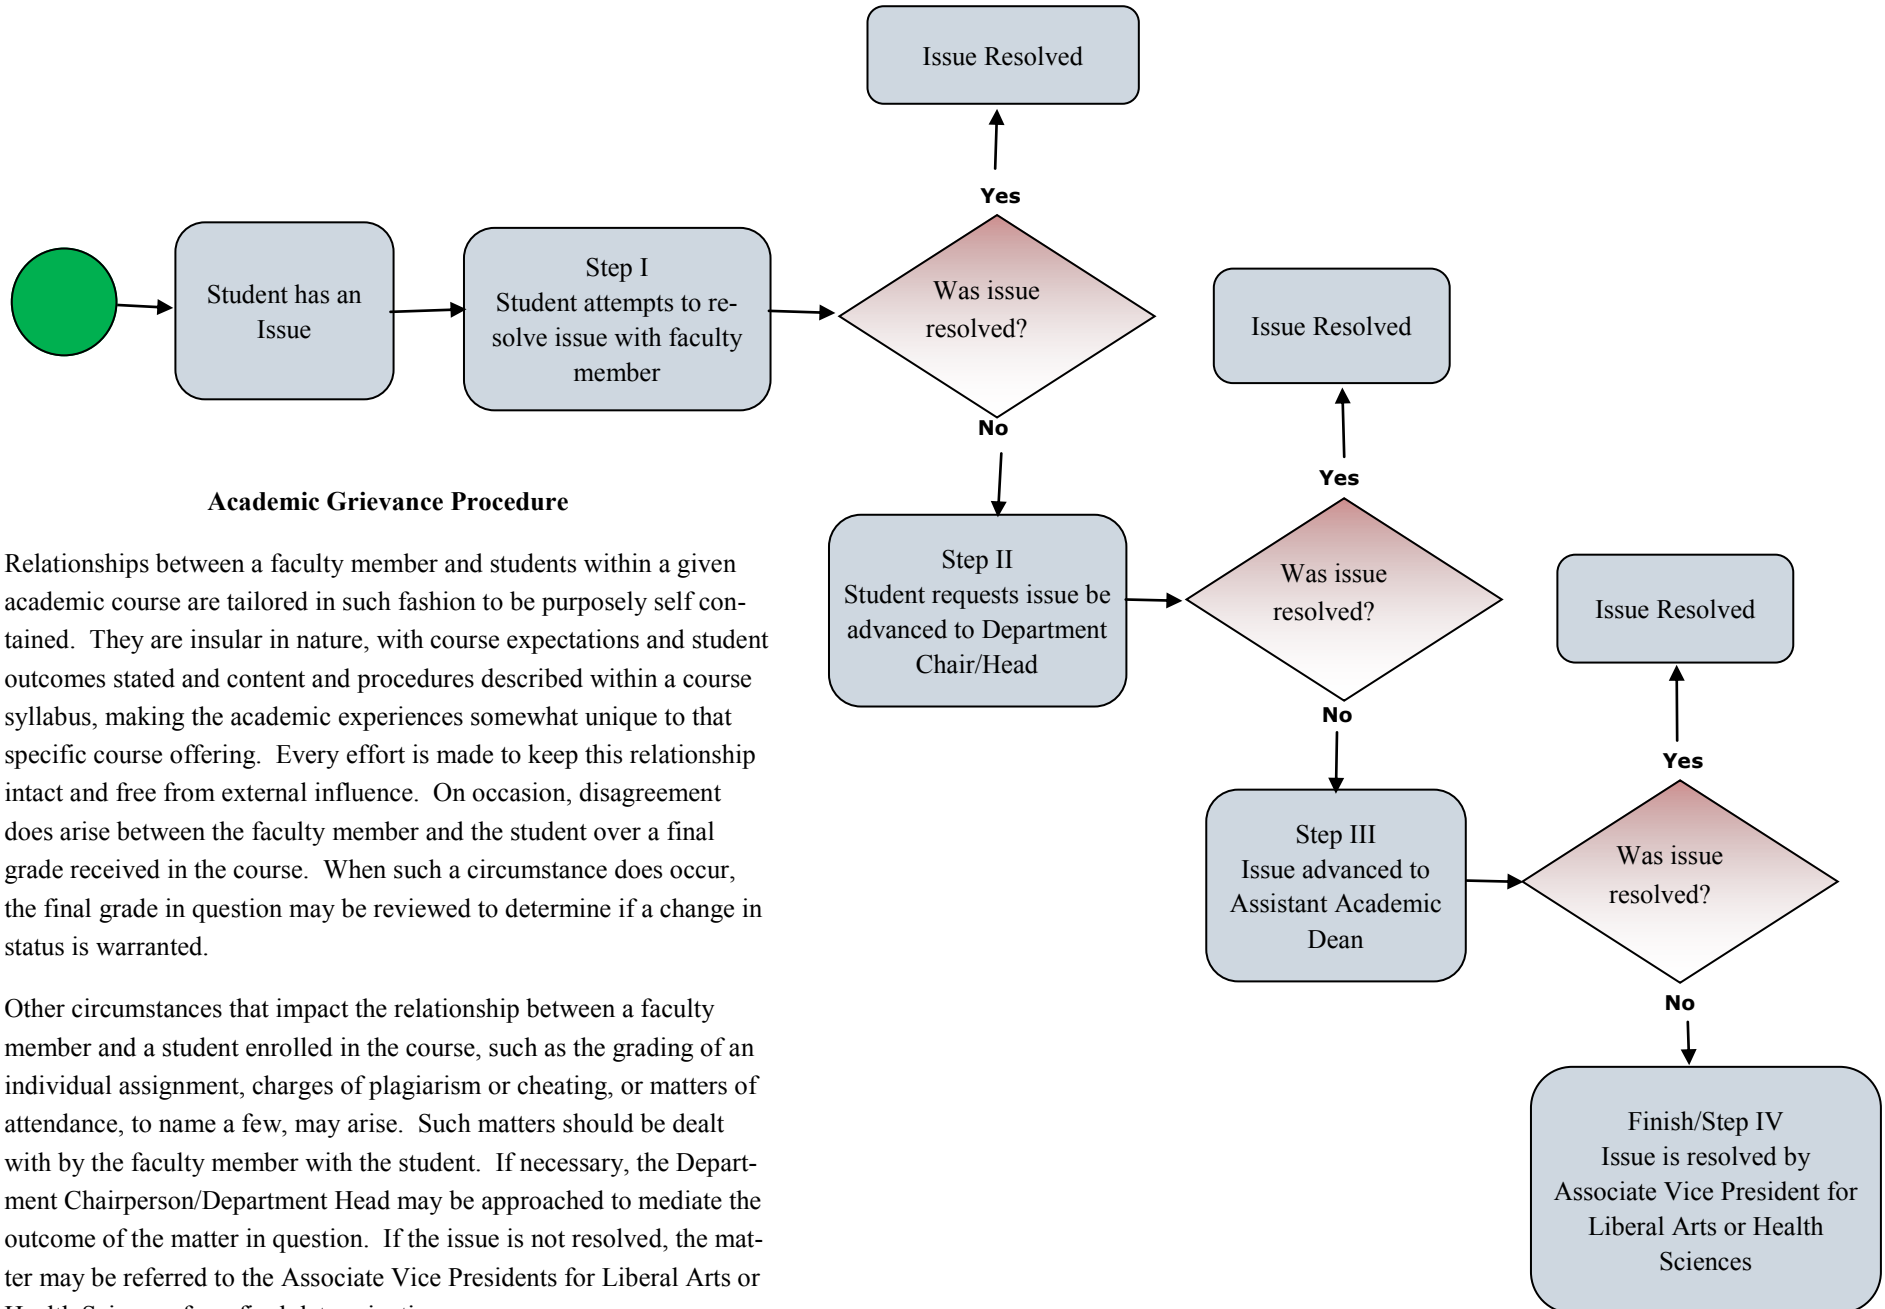 Issue Resolved
Yes
Student has an
Issue
Step I
Student attempts to re-
solve issue with faculty
member
Was issue
resolved?
No
Issue Resolved
Yes
Step II
Student requests issue be
advanced to Department
Chair/Head
Was issue
resolved?
No
Issue Resolved
Yes
Step III
Issue advanced to
Assistant Academic
Dean
Was issue
resolved?
No
Finish/Step IV
Issue is resolved by
Associate Vice President for
Liberal Arts or Health
Sciences
Academic Grievance Procedure
Relationships between a faculty member and students within a given
academic course are tailored in such fashion to be purposely self con-
tained. They are insular in nature, with course expectations and student
outcomes stated and content and procedures described within a course
syllabus, making the academic experiences somewhat unique to that
specific course offering. Every effort is made to keep this relationship
intact and free from external influence. On occasion, disagreement
does arise between the faculty member and the student over a final
grade received in the course. When such a circumstance does occur,
the final grade in question may be reviewed to determine if a change in
status is warranted.
Other circumstances that impact the relationship between a faculty
member and a student enrolled in the course, such as the grading of an
individual assignment, charges of plagiarism or cheating, or matters of
attendance, to name a few, may arise. Such matters should be dealt
with by the faculty member with the student. If necessary, the Depart-
ment Chairperson/Department Head may be approached to mediate the
outcome of the matter in question. If the issue is not resolved, the mat-
ter may be referred to the Associate Vice Presidents for Liberal Arts or